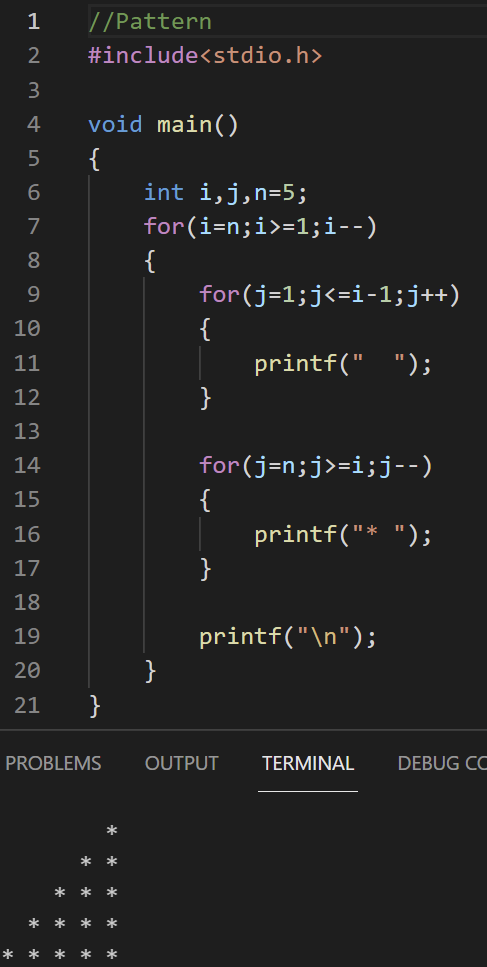 1 //Pattern
2 #include<stdio.h>
3
4 void main()
5 {
6     int i,j,n=5;
7     for(i=n;i>=1;i--)
8     {
9         for(j=1;j<=i-1;j++)
10         {
11             printf("  ");
12         }
13
14         for(j=n;j>=i;j--)
15         {
16             printf("* ");
17         }
18
19         printf("\n");
20     }
21 }
PROBLEMS OUTPUT TERMINAL DEBUG CO
        *
      * *
    * * *
  * * * *
* * * * *